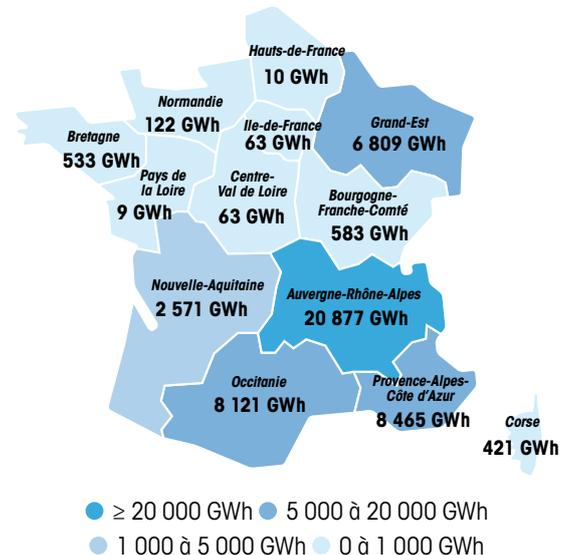 Hauts-de-France
10 GWh
Normandie
122 GWh
Ile-de-France
63 GWh
Grand-Est
6 809 GWh
Bretagne
533 GWh
Pays de
la Loire
9 GWh
Centre-
Val de Loire
63 GWh
Bourgogne-
Franche-Comté
583 GWh
Nouvelle-Aquitaine
2 571 GWh
Auvergne-Rhône-Alpes
20 877 GWh
Occitanie
8 121 GWh
Provence-Alpes-
Côte d'Azur
8 465 GWh
Corse
421 GWh
≥ 20 000 GWh 5 000 à 20 000 GWh
1 000 à 5 000 GWh 0 à 1 000 GWh